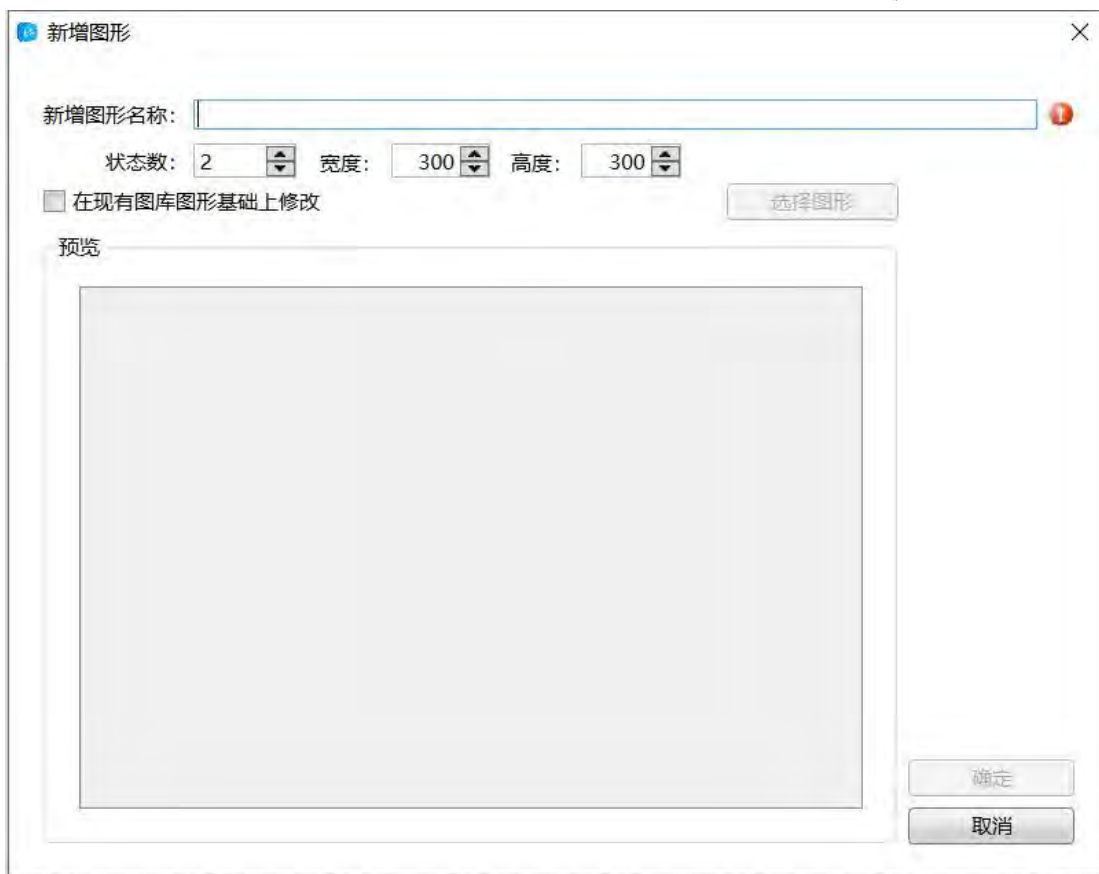 新增图形
新增图形名称:
状态数: 2 宽度: 300 高度: 300
在现有图库图形基础上修改 选择图形
预览
确定
取消